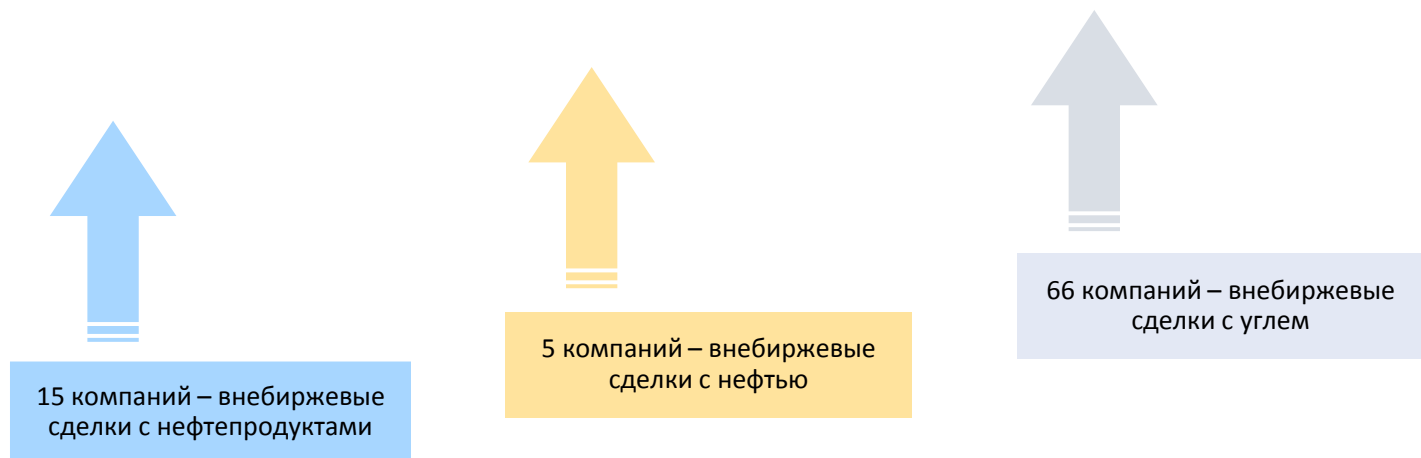 15 компаний – внебиржевые
сделки с нефтепродуктами
5 компаний – внебиржевые
сделки с нефтью
66 компаний – внебиржевые
сделки с углем